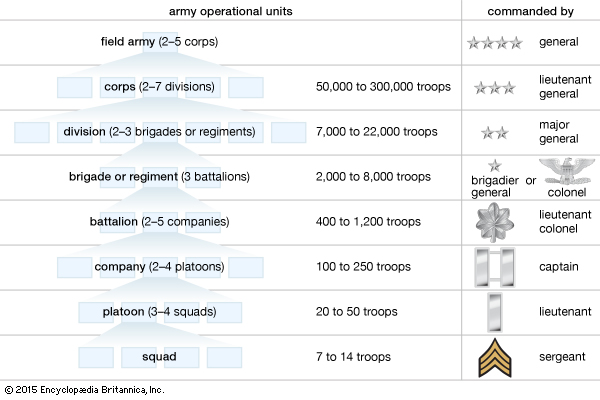 army operational units commanded by
field army (2–5 corps) general
corps (2–7 divisions) 50,000 to 300,000 troops lieutenant
general
division (2–3 brigades or regiments) 7,000 to 22,000 troops major
general
brigade or regiment (3 battalions) 2,000 to 8,000 troops brigadier or colonel
general
battalion (2–5 companies) 400 to 1,200 troops lieutenant
colonel
company (2–4 platoons) 100 to 250 troops captain
platoon (3–4 squads) 20 to 50 troops lieutenant
squad 7 to 14 troops sergeant
© 2015 Encyclopædia Britannica, Inc.